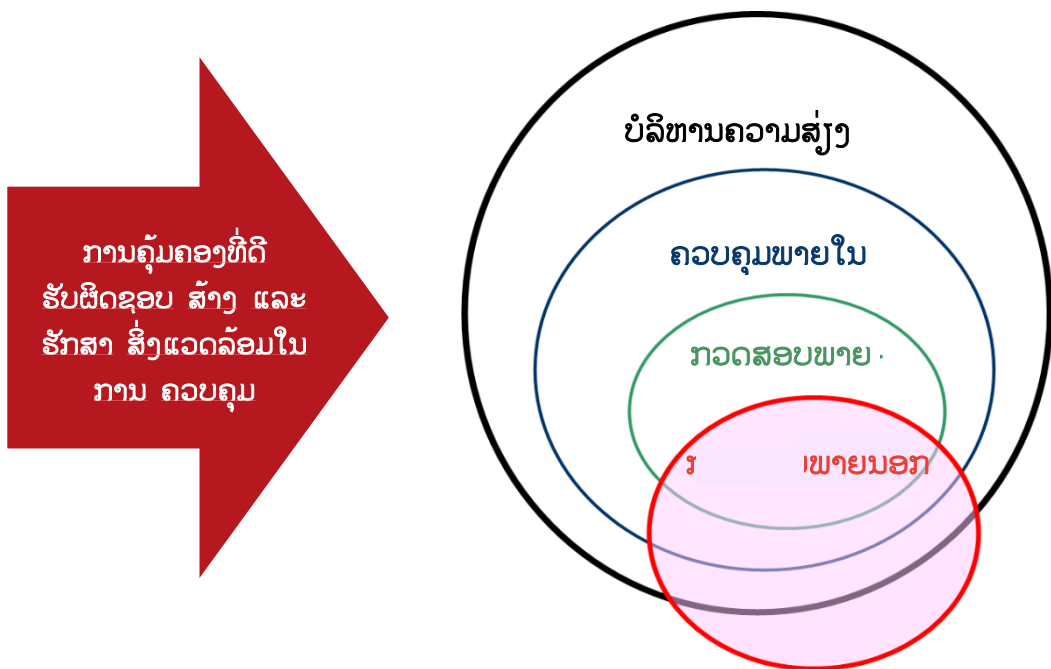 ການຄຸ້ມຄອງທີ່ດີ
ຮັບຜິດຊອບ ສ້າງ ແລະ
ຮັກສາ ສິ່ງແວດລ້ອມໃນ
ການ ຄວບຄຸມ
ບໍລິຫານຄວາມສ່ຽງ
ຄວບຄຸມພາຍໃນ
ກວດສອບພາຍ
ພາຍນອກ